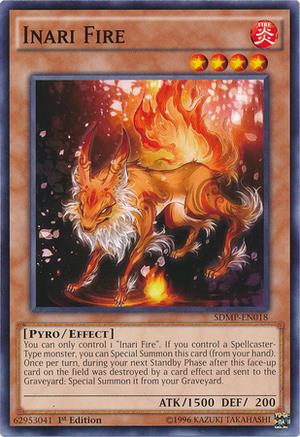 INARI FIRE
FIRE
炎
SDMP-EN018
[PYRO/EFFECT]
You can only control 1 "Inari Fire". If you control a Spellcaster-
Type monster, you can Special Summon this card (from your hand).
Once per turn, during your next Standby Phase after this face-up
card on the field was destroyed by a card effect and sent to the
Graveyard: Special Summon it from your Graveyard.
ATK/1500 DEF/ 200
62953041 1st Edition ©1996 KAZUKI TAKAHASHI